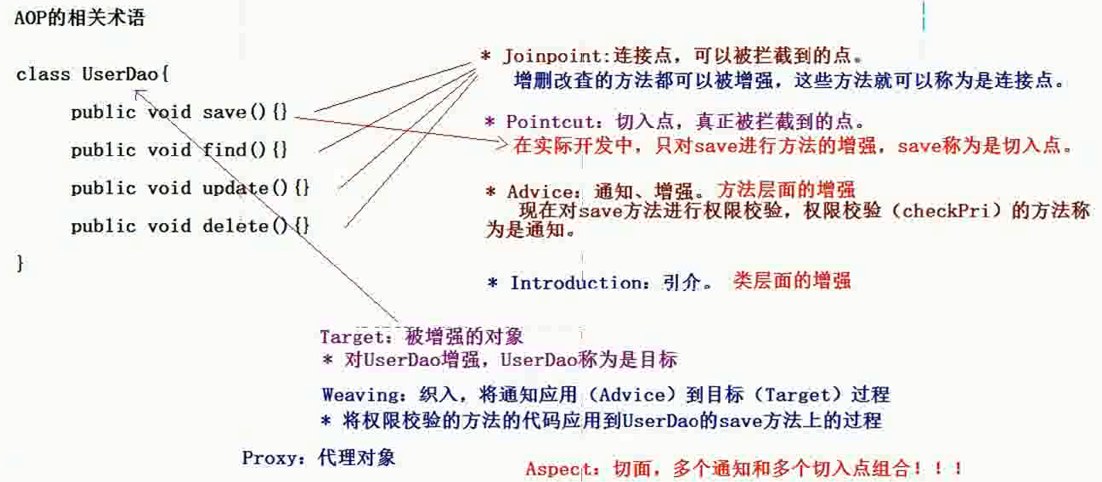 AOP的相关术语
class UserDao{
public void save(){}
public void find(){}
public void update(){}
public void delete(){}
}
* Joinpoint:连接点，可以被拦截到的点。
增删改查的方法都可以被增强，这些方法就可以称为是连接点。
* Pointcut：切入点，真正被拦截到的点。
在实际开发中，只对save进行方法的增强，save称为是切入点。
* Advice：通知、增强。方法层面的增强
现在对save方法进行权限校验，权限校验（checkPri）的方法称
为是通知。
* Introduction：引介。 类层面的增强
Target：被增强的对象
* 对UserDao增强，UserDao称为是目标
Weaving：织入，将通知应用（Advice）到目标（Target）过程
* 将权限校验的方法的代码应用到UserDao的save方法上的过程
Proxy：代理对象
Aspect：切面，多个通知和多个切入点组合！！！